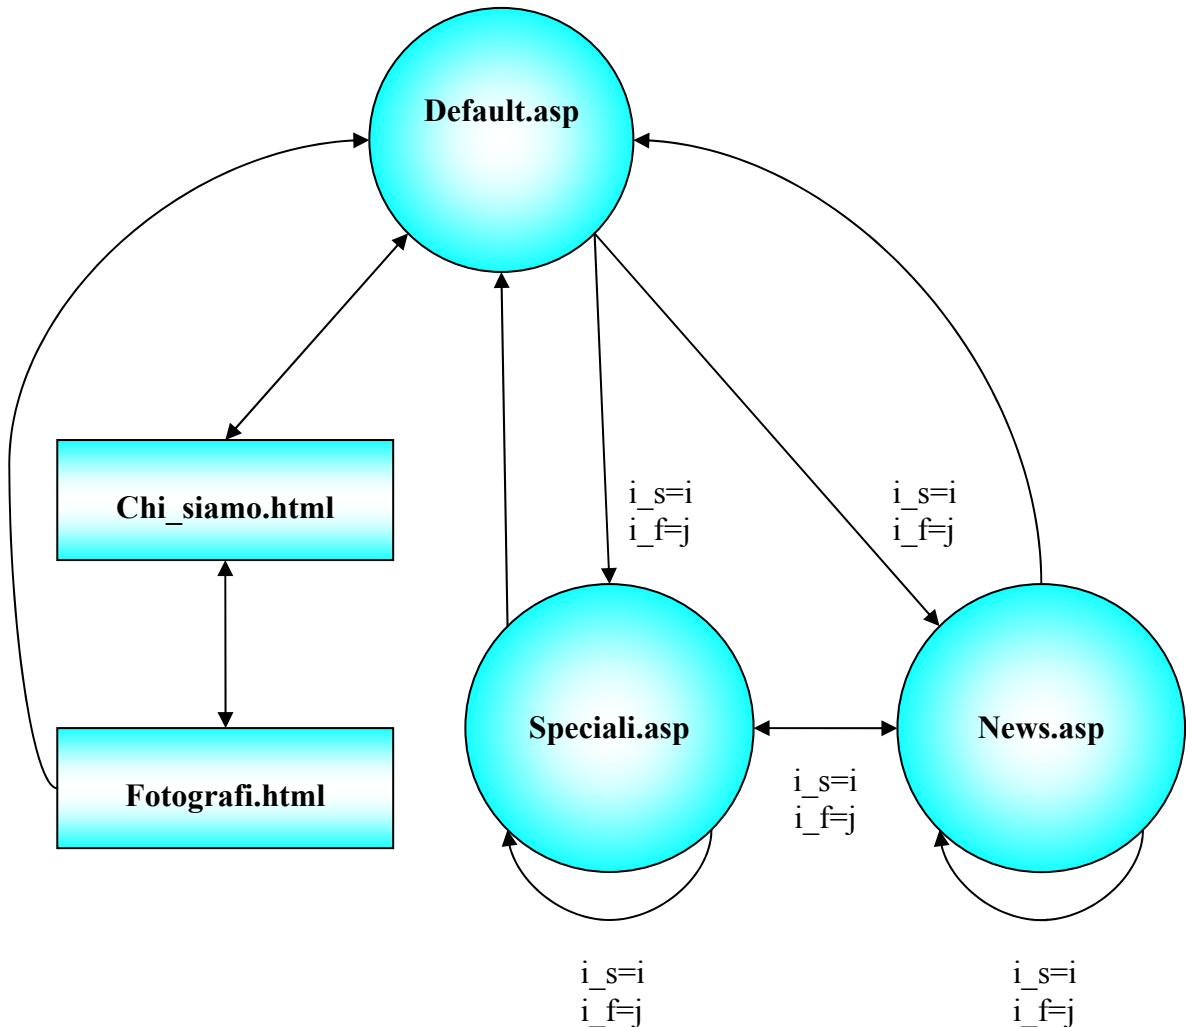 Default.asp
i_s=i
i_f=j
i_s=i
i_f=j
Chi_siamo.html
Speciali.asp
News.asp
Fotografi.html
i_s=i
i_f=j
i_s=i
i_f=j
i_s=i
i_f=j